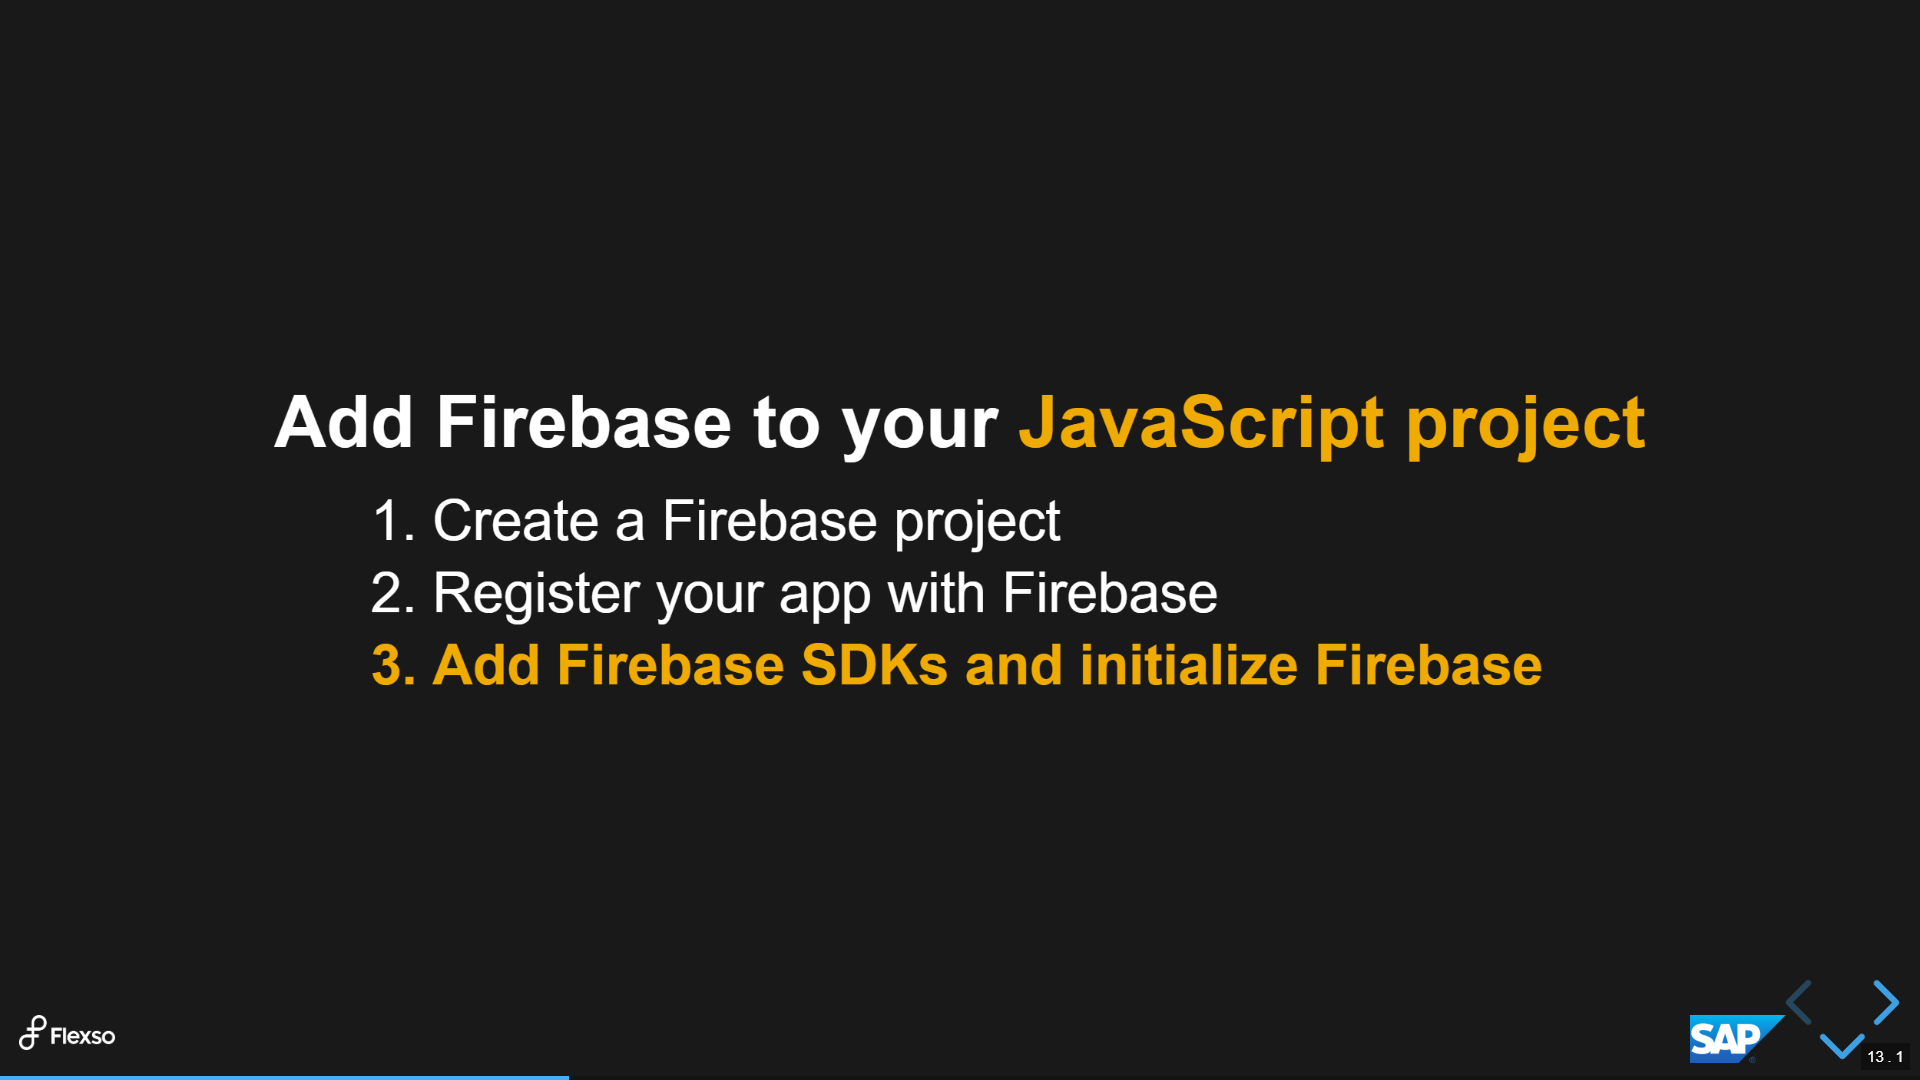 Add Firebase to your JavaScript project
1. Create a Firebase project
2. Register your app with Firebase
3. Add Firebase SDKs and initialize Firebase
Flexso
SAP
13 . 1